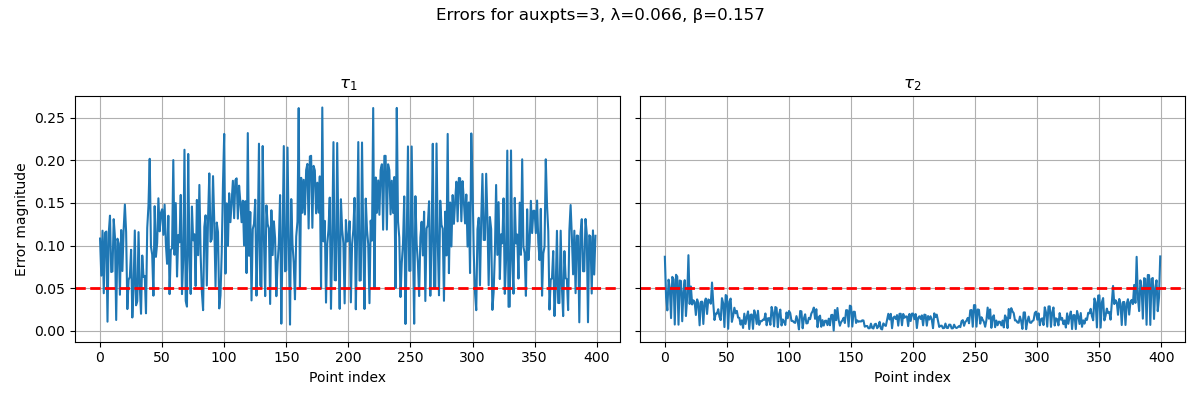 Errors for auxpts=3, λ=0.066, β=0.157
τ₁
τ₂
Error magnitude
0.25
0.20
0.15
0.10
0.05
0.00
0 50 100 150 200 250 300 350 400
0 50 100 150 200 250 300 350 400
Point index
Point index